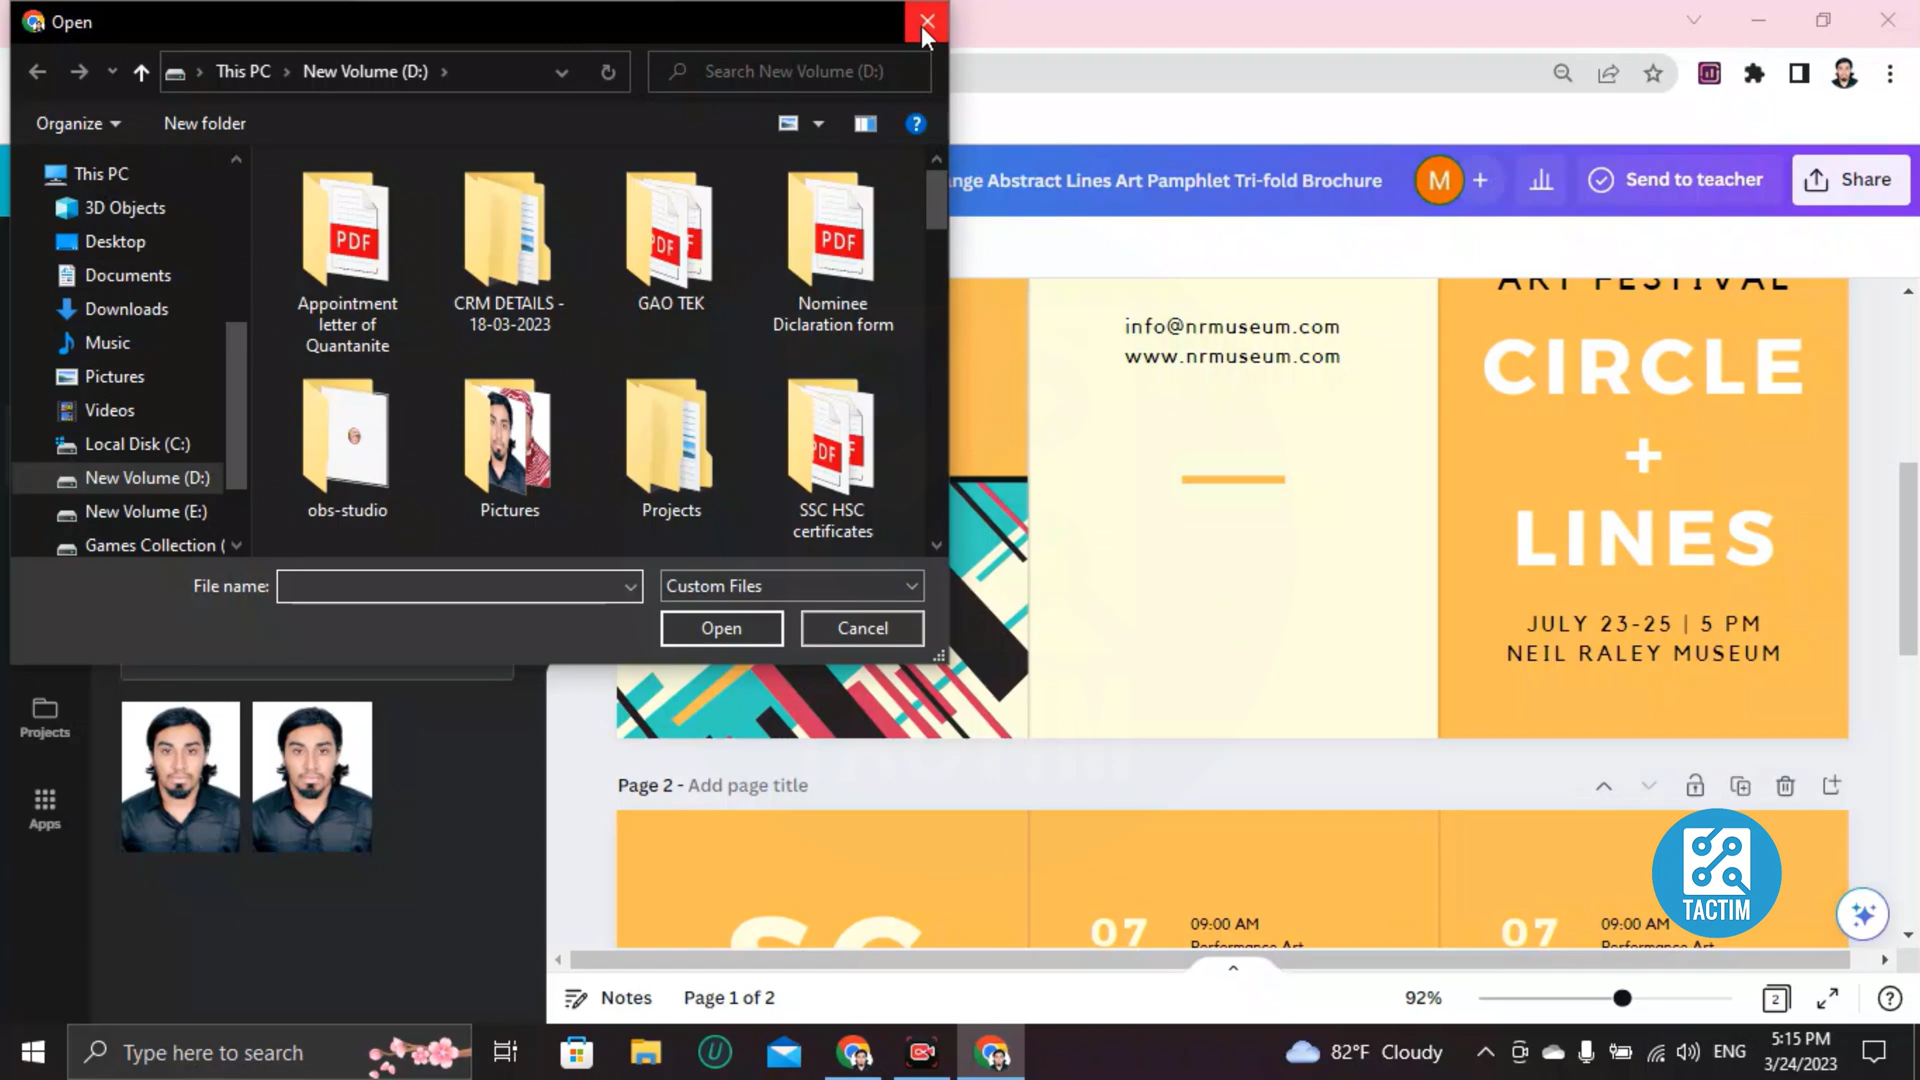 Open
This PC
New Volume (D:)
Search New Volume (D:)
Organize
New folder
This PC
3D Objects
Desktop
Documents
Downloads
Music
Pictures
Videos
Local Disk (C:)
New Volume (D:)
New Volume (E:)
Games Collection (
PDF
Appointment
letter of
Quantanite
CRM DETAILS -
18-03-2023
PDF
GAO TEK
PDF
Nominee
Diclaration form
obs-studio
Pictures
Projects
PDF
SSC HSC
certificates
File name:
Custom Files
Open
Cancel
nge Abstract Lines Art Pamphlet Tri-fold Brochure
M
+
Send to teacher
Share
info@nrmuseum.com
www.nrmuseum.com
ART FESTIVAL
CIRCLE
+
LINES
JULY 23-25 | 5 PM
NEIL RALEY MUSEUM
Projects
Apps
Page 2 - Add page title
07
09:00 AM
Performance Art
07
09:00 AM
Performance Art
TACTIM
Notes
Page 1 of 2
92%
2
Type here to search
82°F Cloudy
ENG
5:15 PM
3/24/2023